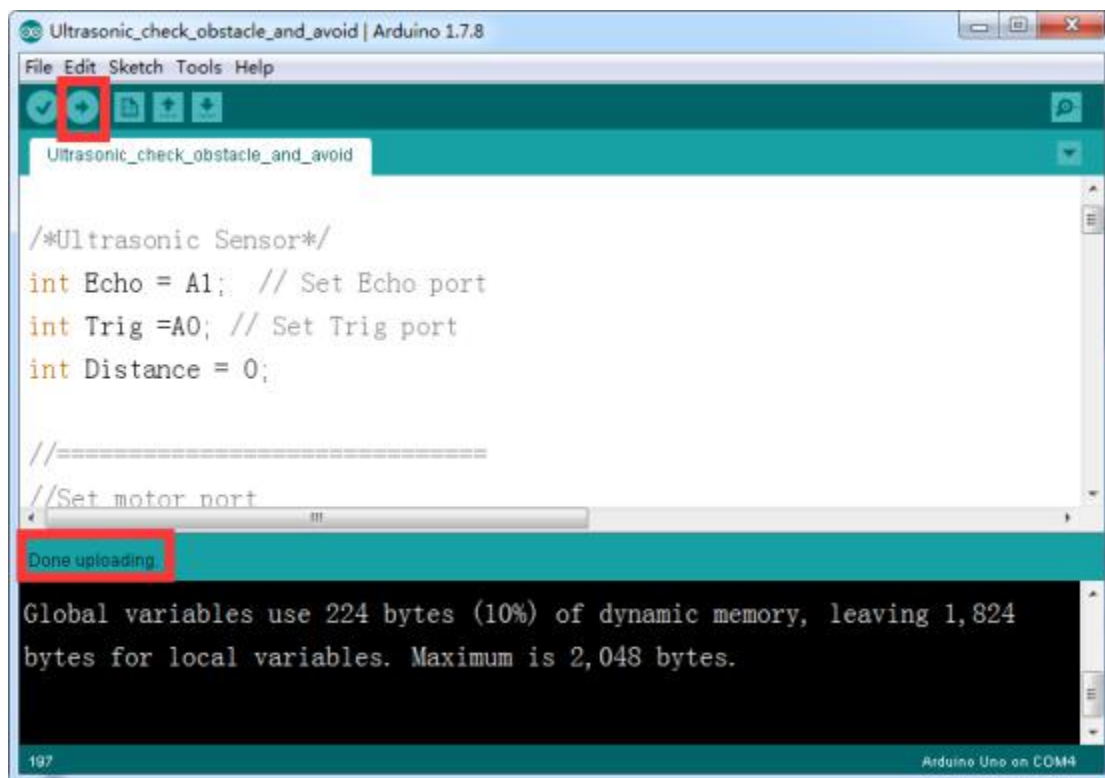 Ultrasonic_check_obstacle_and_avoid | Arduino 1.7.8
File Edit Sketch Tools Help
Ultrasonic_check_obstacle_and_avoid
/*Ultrasonic Sensor*/
int Echo = A1;  // Set Echo port
int Trig =A0; // Set Trig port
int Distance = 0;
//==============================
//Set motor port
Done uploading.
Global variables use 224 bytes (10%) of dynamic memory, leaving 1,824
bytes for local variables. Maximum is 2,048 bytes.
197
Arduino Uno on COM4